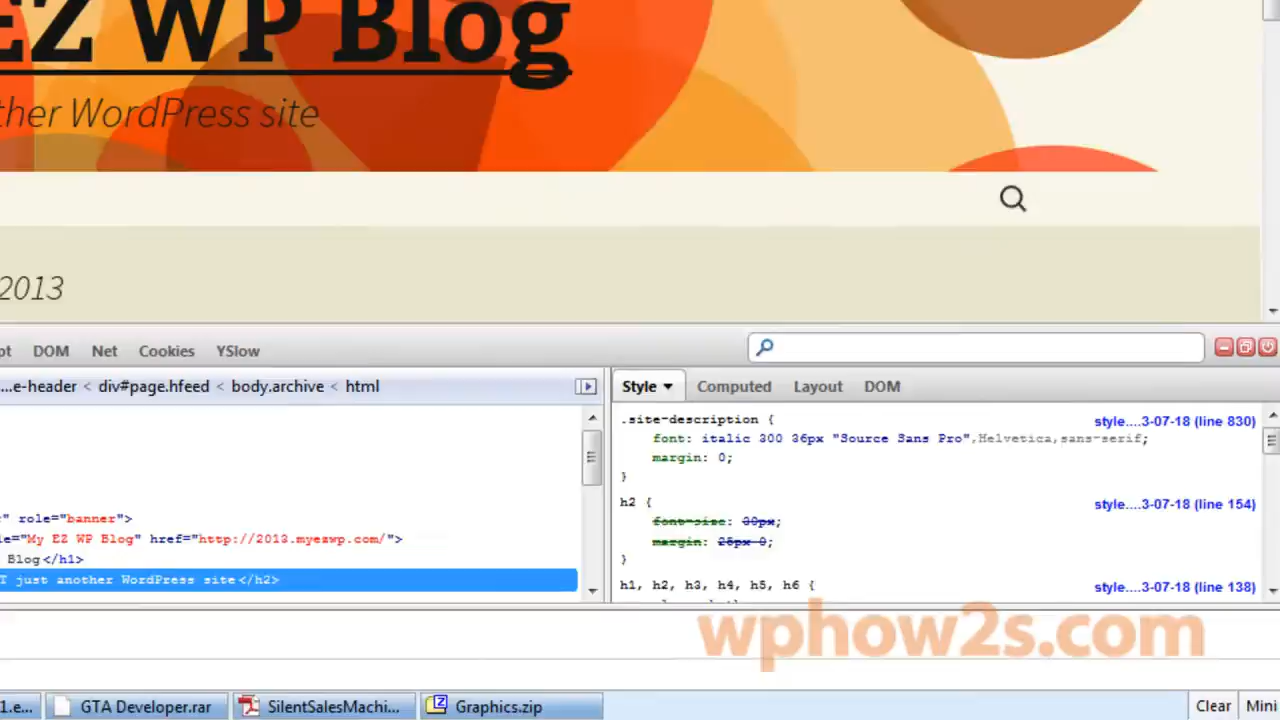 EZ WP Blog
ther WordPress site
2013
pt DOM Net Cookies YSlow
...e-header < div#page.hfeed < body.archive < html
Style Computed Layout DOM
.site-description { style....3-07-18 (line 830)
font: italic 300 36px "Source Sans Pro",Helvetica,sans-serif;
margin: 0;
}
h2 { style....3-07-18 (line 154)
font-size: 30px;
margin: 25px 0;
}
h1, h2, h3, h4, h5, h6 { style....3-07-18 (line 138)
" role="banner">
le="My EZ WP Blog" href="http://2013.myezwp.com/">
Blog</h1>
T just another WordPress site</h2>
wphow2s.com
1.e... GTA Developer.rar SilentSalesMachi... Graphics.zip Clear Mini